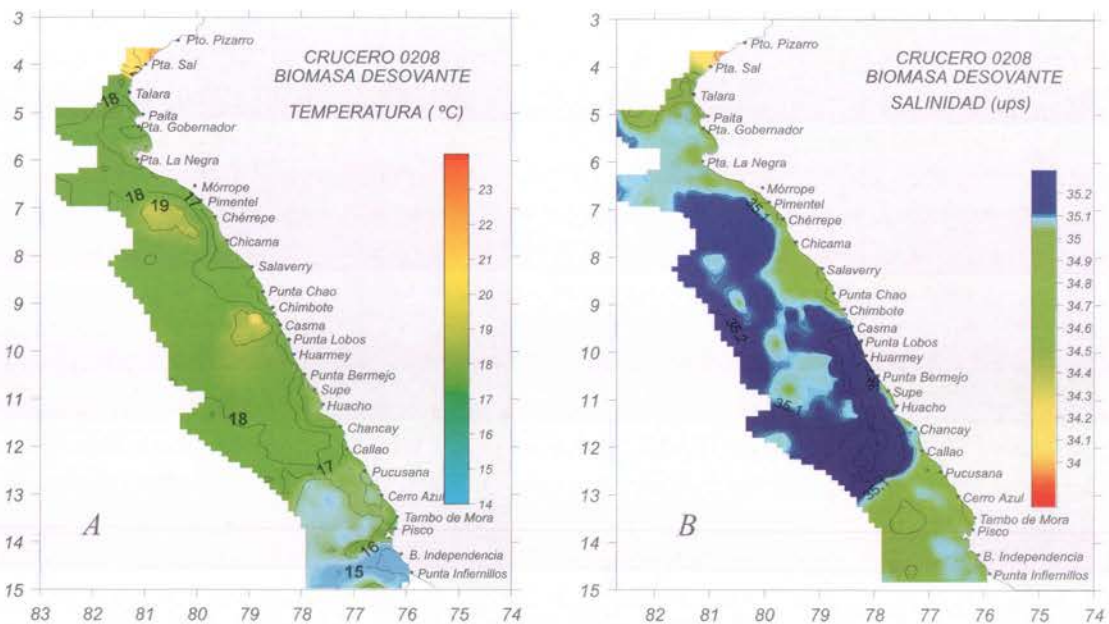 CRUCERO 0208
BIOMASA DESOVANTE
TEMPERATURA ( ºC)
3
4
5
6
7
8
9
10
11
12
13
14
15
83
82
81
80
79
78
77
76
75
74
Pto. Pizarro
Pta. Sal
Talara
Paita
Pta. Gobernador
Pta. La Negra
Mórrope
Pimentel
Chérrepe
Chicama
Salaverry
Punta Chao
Chimbote
Casma
Punta Lobos
Huarmey
Punta Bermejo
Supe
Huacho
Chancay
Callao
Pucusana
Cerro Azul
Tambo de Mora
Pisco
B. Independencia
Punta Infiernillos
18
18
19
17
18
17
16
15
23
22
21
20
19
18
17
16
15
14
A
CRUCERO 0208
BIOMASA DESOVANTE
SALINIDAD (ups)
3
4
5
6
7
8
9
10
11
12
13
14
15
82
81
80
79
78
77
76
75
74
Pto. Pizarro
Pta. Sal
Talara
Paita
Pta. Gobernador
Pta. La Negra
Mórrope
Pimentel
Chérrepe
Chicama
Salaverry
Punta Chao
Chimbote
Casma
Punta Lobos
Huarmey
Punta Bermejo
Supe
Huacho
Chancay
Callao
Pucusana
Cerro Azul
Tambo de Mora
Pisco
B. Independencia
Punta Infiernillos
35.1
35.2
35.1
35.1
35.2
35.1
35
34.8
34.7
34.6
34.5
34.4
34.3
34.2
34.1
34
B